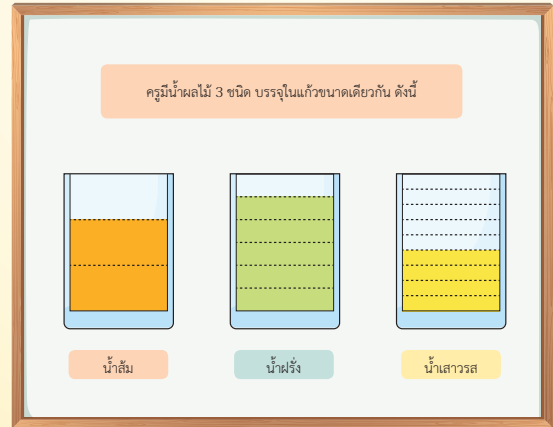 ครูมีน้ำผลไม้ 3 ชนิด บรรจุในแก้วขนาดเดียวกัน ดังนี้
น้ำส้ม
น้ำฝรั่ง
น้ำเสาวรส